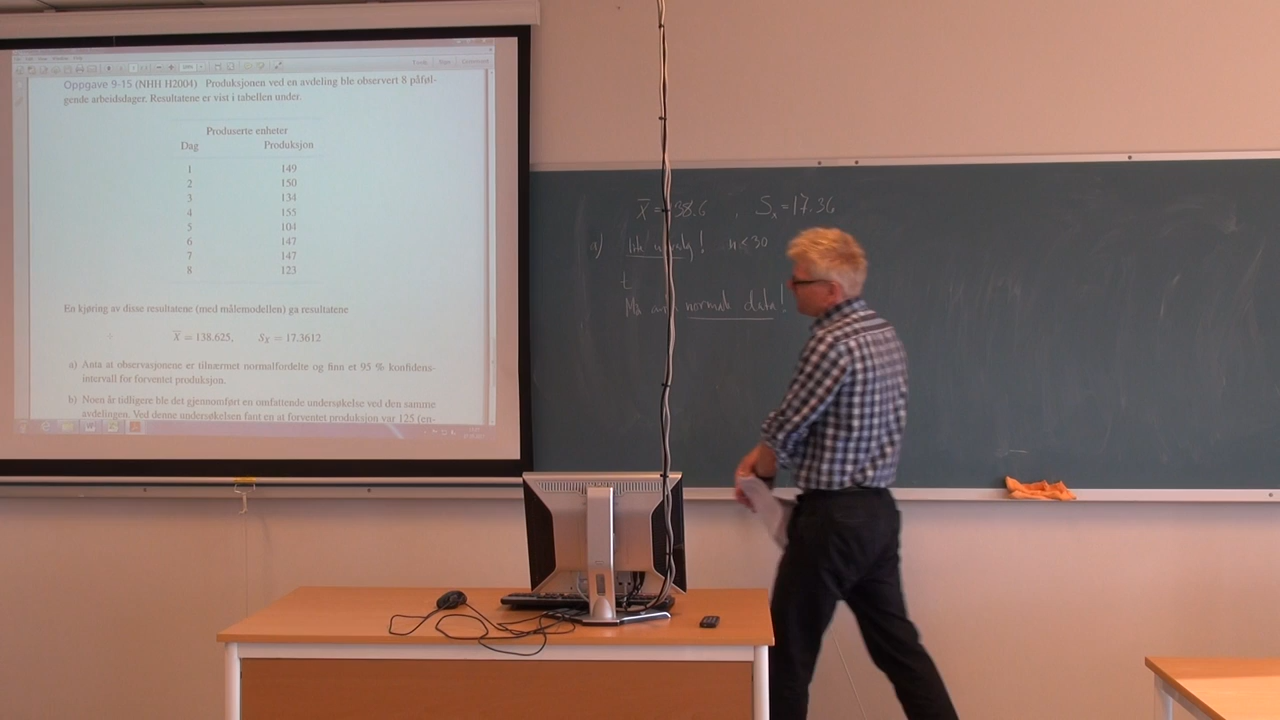 Oppgave 9-15 (NHH H2004) Produksjonen ved en avdeling ble observert 8 påføl-
gende arbeidsdager. Resultatene er vist i tabellen under.
Produserte enheter
Dag Produksjon
1 149
2 150
3 134
4 155
5 104
6 147
7 147
8 123
En kjøring av disse resultatene (med målemodellen) ga resultatene
X̅ = 138.625, S_X = 17.3612
a) Anta at observasjonene er tilnærmet normalfordelte og finn et 95 % konfidens-
intervall for forventet produksjon.
b) Noen år tidligere ble det gjennomført en omfattende undersøkelse ved den samme
avdelingen. Ved denne undersøkelsen fant en at forventet produksjon var 125 (en-
X̅ = 38.6 , Sₓ = 17.36
a) lite utvalg! n < 30
t
Må normale data!